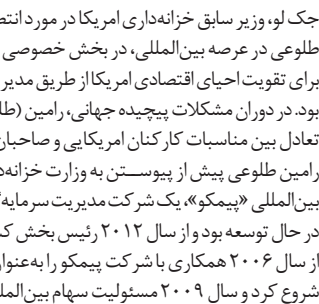 جک لو، وزیر سابق خزانه‌داری امریکا در مورد انتص
طلوعی در عرصه بین‌المللی، در بخش خصوصی
برای تقویت احیای اقتصادی امریکا از طریق مدیر
بود. در دوران مشکلات پیچیده جهانی، رامین (طل
تعادل بین مناسبات کارکنان امریکایی و صاحبان
رامین طلوعی پیش از پیوستن به وزارت خزانه‌د
بین‌المللی «پیمکو»، یک شرکت مدیریت سرمایه‌
در حال توسعه بود و از سال ۲۰۱۲ رئیس بخش ک
از سال ۲۰۰۶ همکاری با شرکت پیمکو را به‌عنوا
شروع کرد و سال ۲۰۰۹ مسئولیت سهام بین‌المل